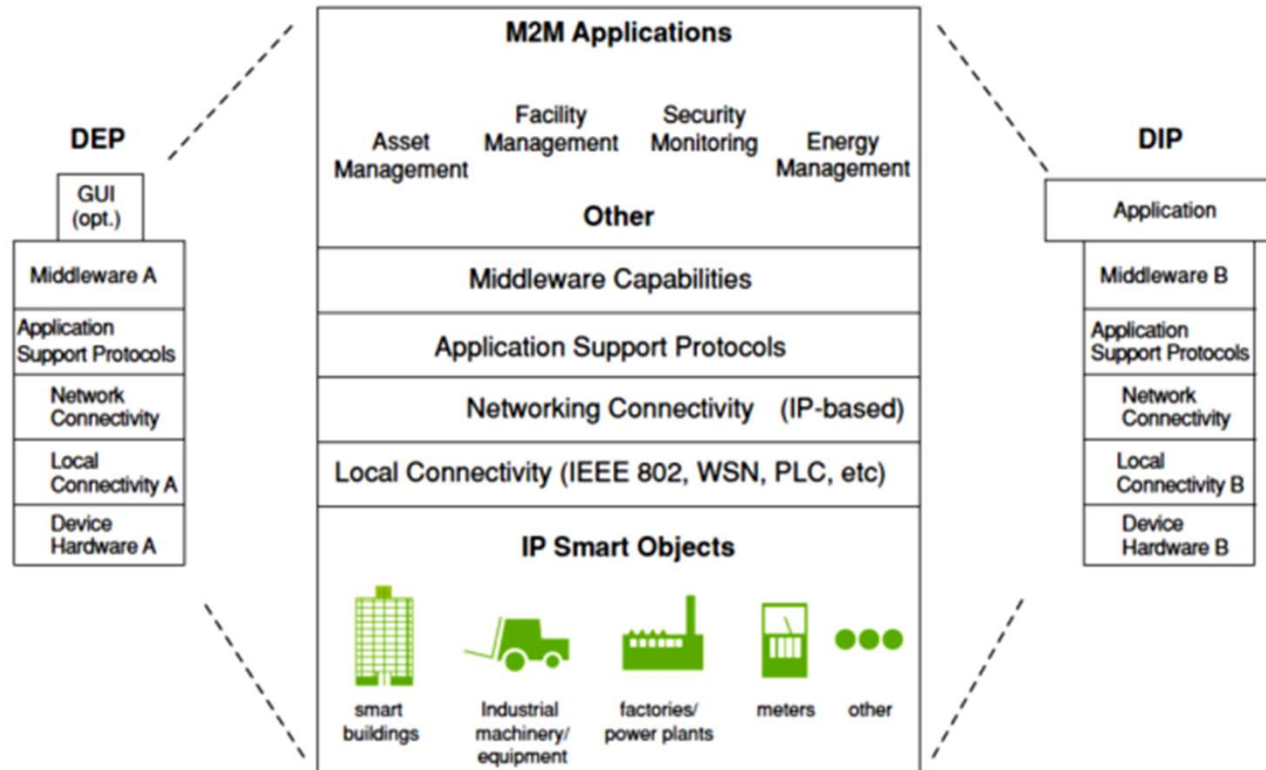 DEP
GUI
(opt.)
Middleware A
Application
Support Protocols
Network
Connectivity
Local
Connectivity A
Device
Hardware A
M2M Applications
Asset
Management
Facility
Management
Security
Monitoring
Energy
Management
Other
Middleware Capabilities
Application Support Protocols
Networking Connectivity (IP-based)
Local Connectivity (IEEE 802, WSN, PLC, etc)
IP Smart Objects
smart
buildings
Industrial
machinery/
equipment
factories/
power plants
meters
other
DIP
Application
Middleware B
Application
Support Protocols
Network
Connectivity
Local
Connectivity B
Device
Hardware B